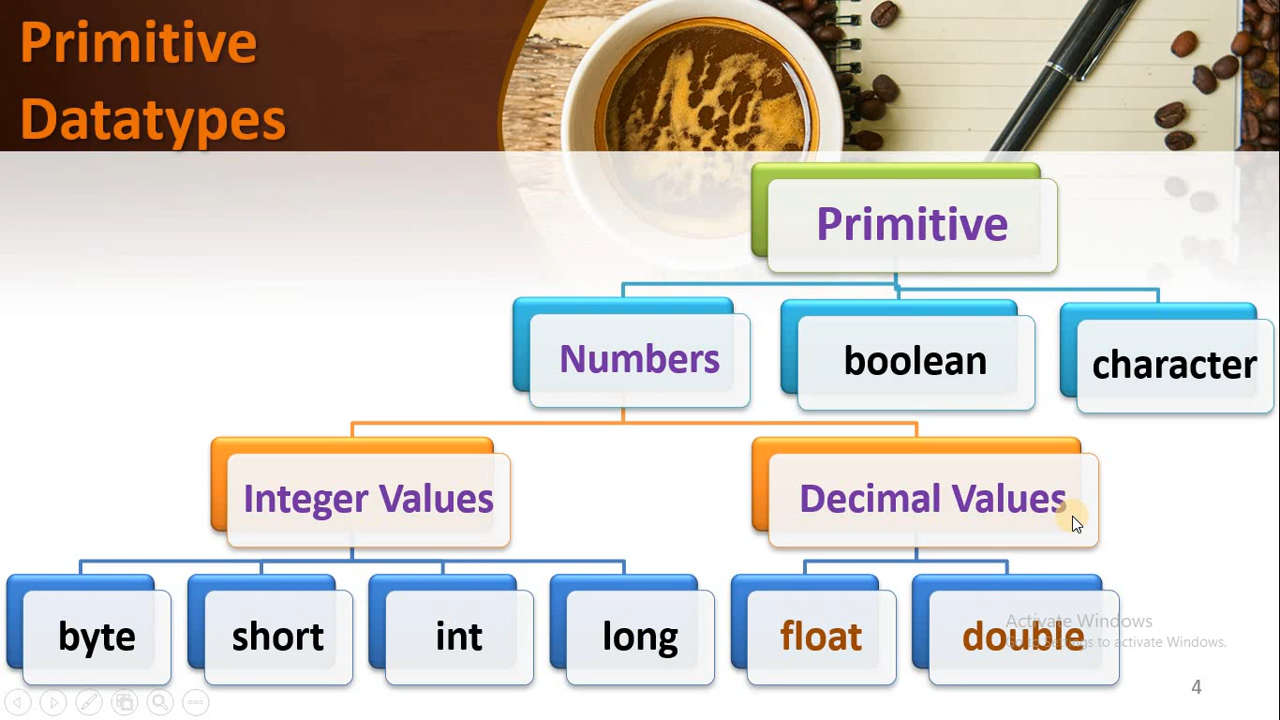 Primitive
Datatypes
Primitive
Numbers
boolean
character
Integer Values
Decimal Values
byte
short
int
long
float
double
Activate Windows
to activate Windows.
4